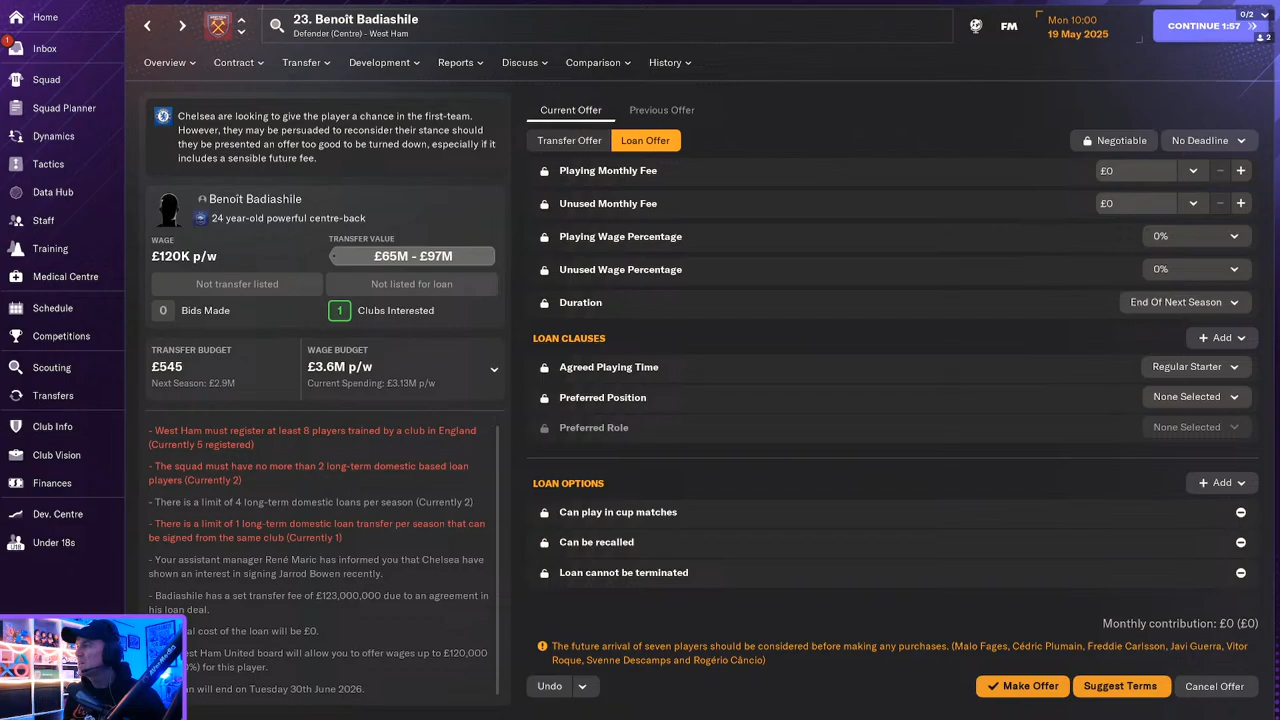 Home
Inbox
1
Squad
Squad Planner
Dynamics
Tactics
Data Hub
Staff
Training
Medical Centre
Schedule
Competitions
Scouting
Transfers
Club Info
Club Vision
Finances
Dev. Centre
Under 18s
23. Benoît Badiashile
Defender (Centre) - West Ham
FM
Mon 10:00
19 May 2025
CONTINUE 1:57
0/2
2
Overview
Contract
Transfer
Development
Reports
Discuss
Comparison
History
Chelsea are looking to give the player a chance in the first-team.
However, they may be persuaded to reconsider their stance should
they be presented an offer too good to be turned down, especially if it
includes a sensible future fee.
Benoît Badiashile
24 year-old powerful centre-back
WAGE
£120K p/w
TRANSFER VALUE
£65M - £97M
Not transfer listed
Not listed for loan
0 Bids Made
1 Clubs Interested
TRANSFER BUDGET
£545
Next Season: £2.9M
WAGE BUDGET
£3.6M p/w
Current Spending: £3.13M p/w
- West Ham must register at least 8 players trained by a club in England
(Currently 5 registered)
- The squad must have no more than 2 long-term domestic based loan
players (Currently 2)
- There is a limit of 4 long-term domestic loans per season (Currently 2)
- There is a limit of 1 long-term domestic loan transfer per season that can
be signed from the same club (Currently 1)
- Your assistant manager René Maric has informed you that Chelsea have
shown an interest in signing Jarrod Bowen recently.
- Badiashile has a set transfer fee of £123,000,000 due to an agreement in
his loan deal.
cost of the loan will be £0.
Ham United board will allow you to offer wages up to £120,000
for this player.
will end on Tuesday 30th June 2026.
Current Offer
Previous Offer
Transfer Offer
Loan Offer
Negotiable
No Deadline
Playing Monthly Fee
£0
Unused Monthly Fee
£0
Playing Wage Percentage
0%
Unused Wage Percentage
0%
Duration
End Of Next Season
LOAN CLAUSES
+ Add
Agreed Playing Time
Regular Starter
Preferred Position
None Selected
Preferred Role
None Selected
LOAN OPTIONS
+ Add
Can play in cup matches
Can be recalled
Loan cannot be terminated
Monthly contribution: £0 (£0)
The future arrival of seven players should be considered before making any purchases. (Malo Fages, Cédric Plumain, Freddie Carlsson, Javi Guerra, Vitor
Roque, Svenne Descamps and Rogério Câncio)
Undo
Make Offer
Suggest Terms
Cancel Offer